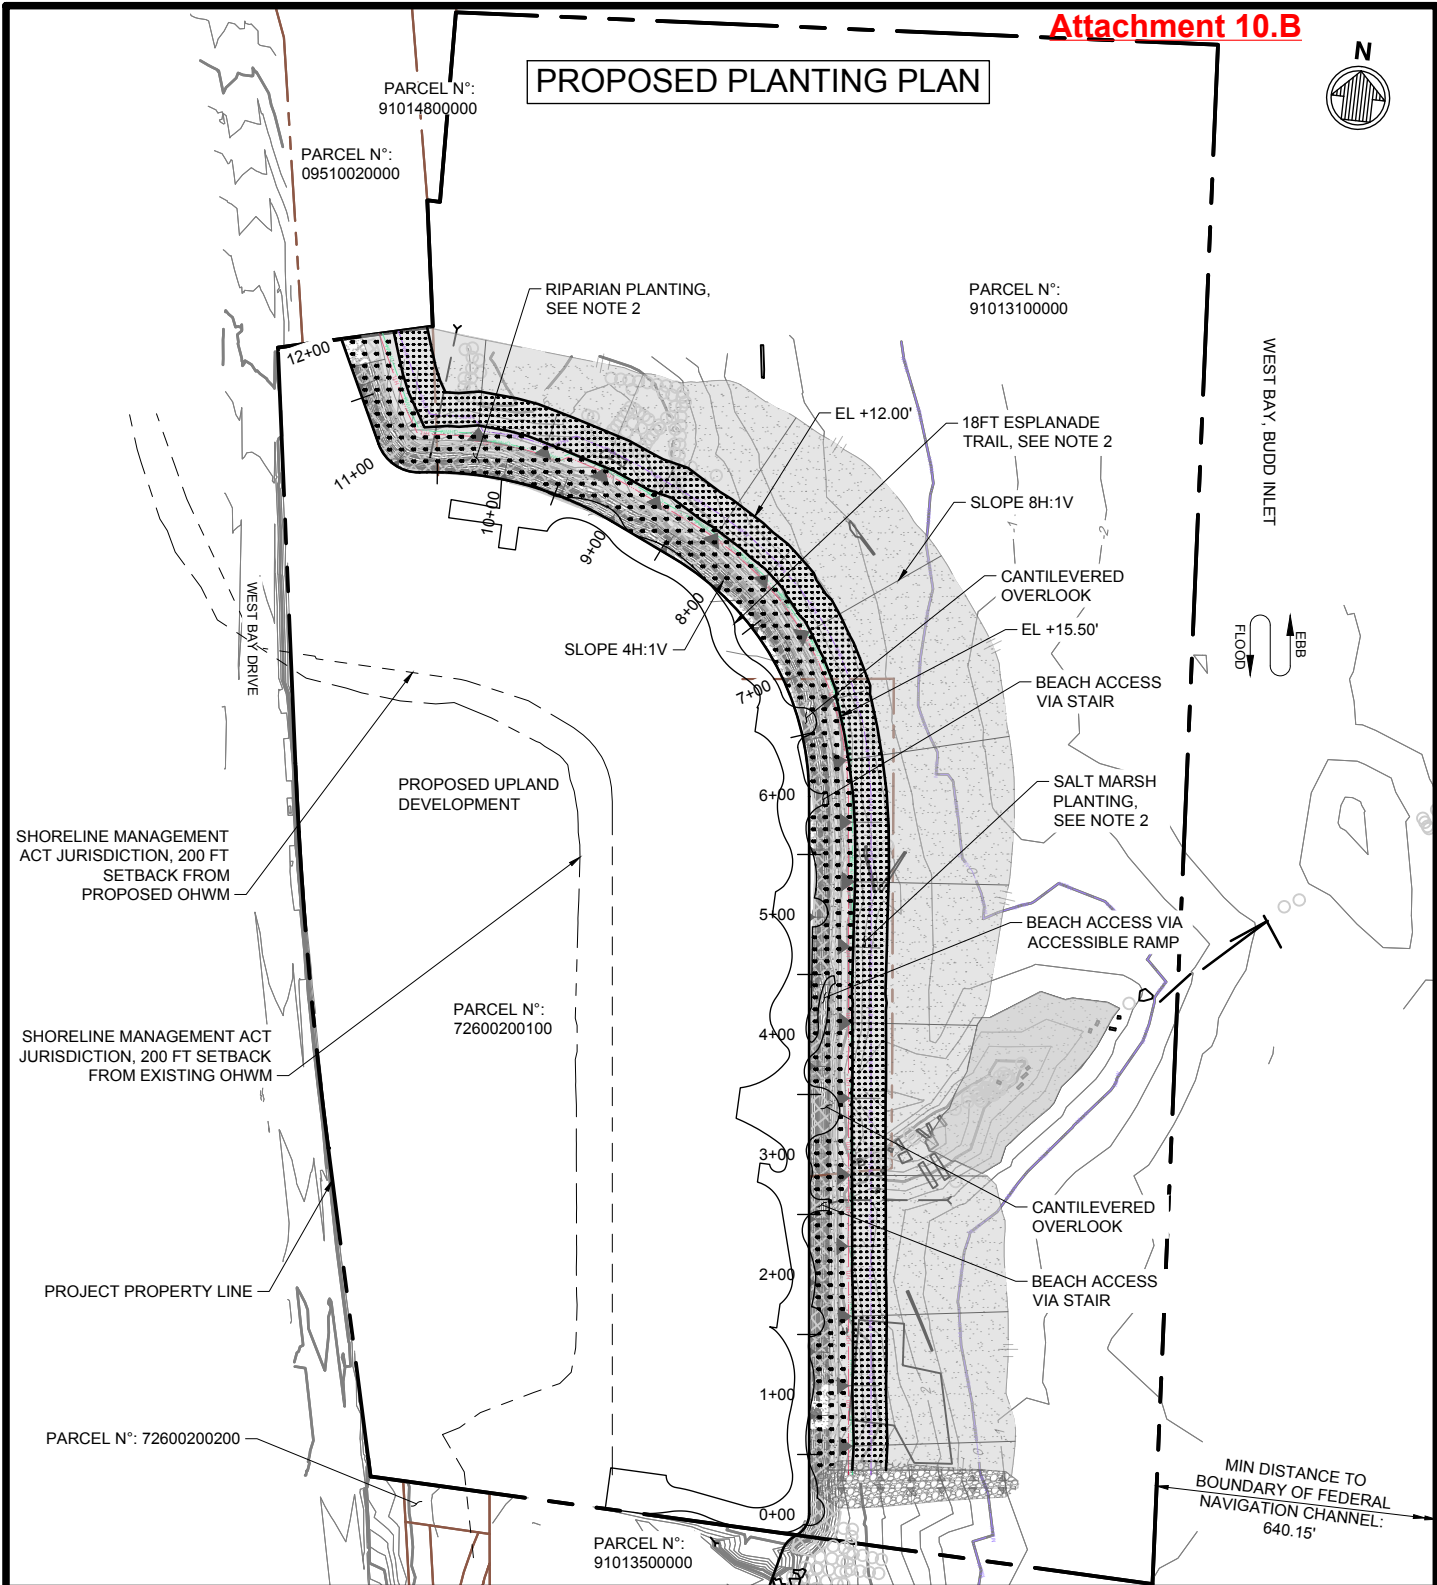 Attachment 10.B
PROPOSED PLANTING PLAN
N
PARCEL N°:
91014800000
PARCEL N°:
09510020000
RIPARIAN PLANTING,
SEE NOTE 2
PARCEL N°:
91013100000
12+00
11+00
10+00
9+00
8+00
7+00
6+00
5+00
4+00
3+00
2+00
1+00
0+00
EL +12.00'
18FT ESPLANADE
TRAIL, SEE NOTE 2
SLOPE 8H:1V
CANTILEVERED
OVERLOOK
EL +15.50'
SLOPE 4H:1V
BEACH ACCESS
VIA STAIR
SALT MARSH
PLANTING,
SEE NOTE 2
BEACH ACCESS VIA
ACCESSIBLE RAMP
CANTILEVERED
OVERLOOK
BEACH ACCESS
VIA STAIR
WEST BAY, BUDD INLET
FLOOD
EBB
-1
-2
WEST BAY DRIVE
PROPOSED UPLAND
DEVELOPMENT
SHORELINE MANAGEMENT
ACT JURISDICTION, 200 FT
SETBACK FROM
PROPOSED OHWM
PARCEL N°:
72600200100
SHORELINE MANAGEMENT ACT
JURISDICTION, 200 FT SETBACK
FROM EXISTING OHWM
PROJECT PROPERTY LINE
PARCEL N°: 72600200200
PARCEL N°:
91013500000
MIN DISTANCE TO
BOUNDARY OF FEDERAL
NAVIGATION CHANNEL:
640.15'